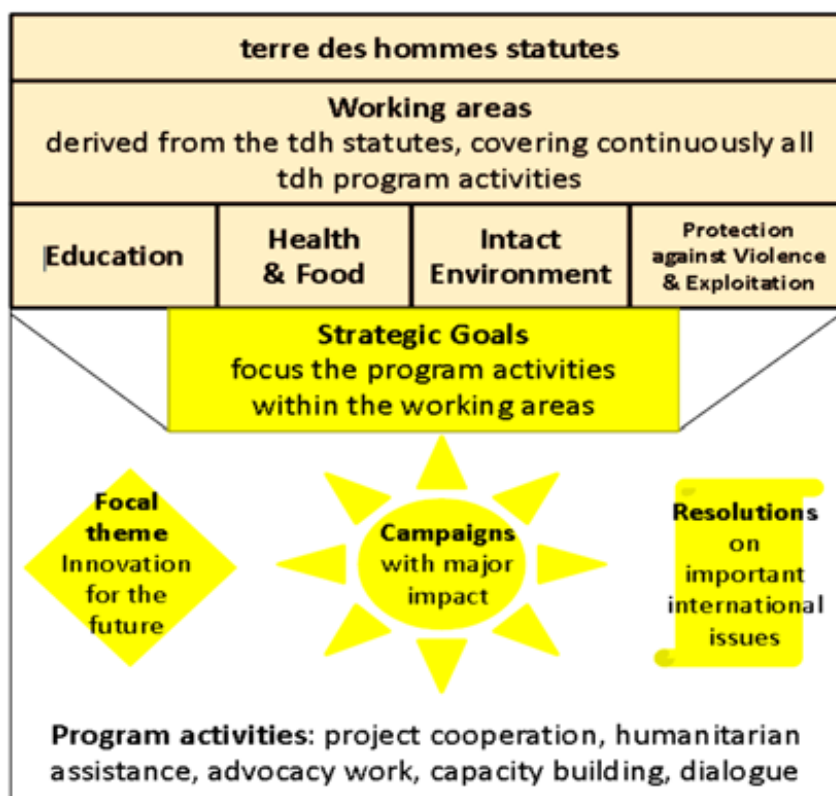 terre des hommes statutes
Working areas
derived from the tdh statutes, covering continuously all
tdh program activities
Education
Health
& Food
Intact
Environment
Protection
against Violence
& Exploitation
Strategic Goals
focus the program activities
within the working areas
Focal
theme
Innovation
for the
future
Campaigns
with major
impact
Resolutions
on
important
international
issues
Program activities: project cooperation, humanitarian
assistance, advocacy work, capacity building, dialogue